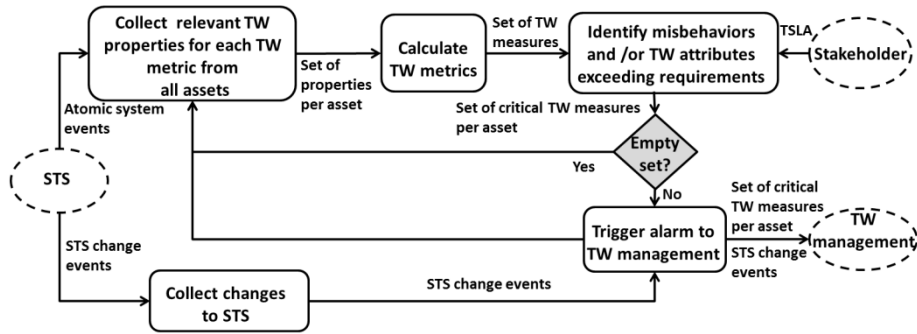 Collect relevant TW
properties for each TW
metric from
all assets
Set of
properties
per asset
Calculate
TW metrics
Set of TW
measures
Identify misbehaviors
and /or TW attributes
exceeding requirements
TSLA
Stakeholder
Atomic system
events
Set of critical TW measures
per asset
STS
Yes
Empty
set?
No
Trigger alarm to
TW management
Set of critical
TW measures
per asset
STS change
events
TW
management
STS change
events
Collect changes
to STS
STS change events